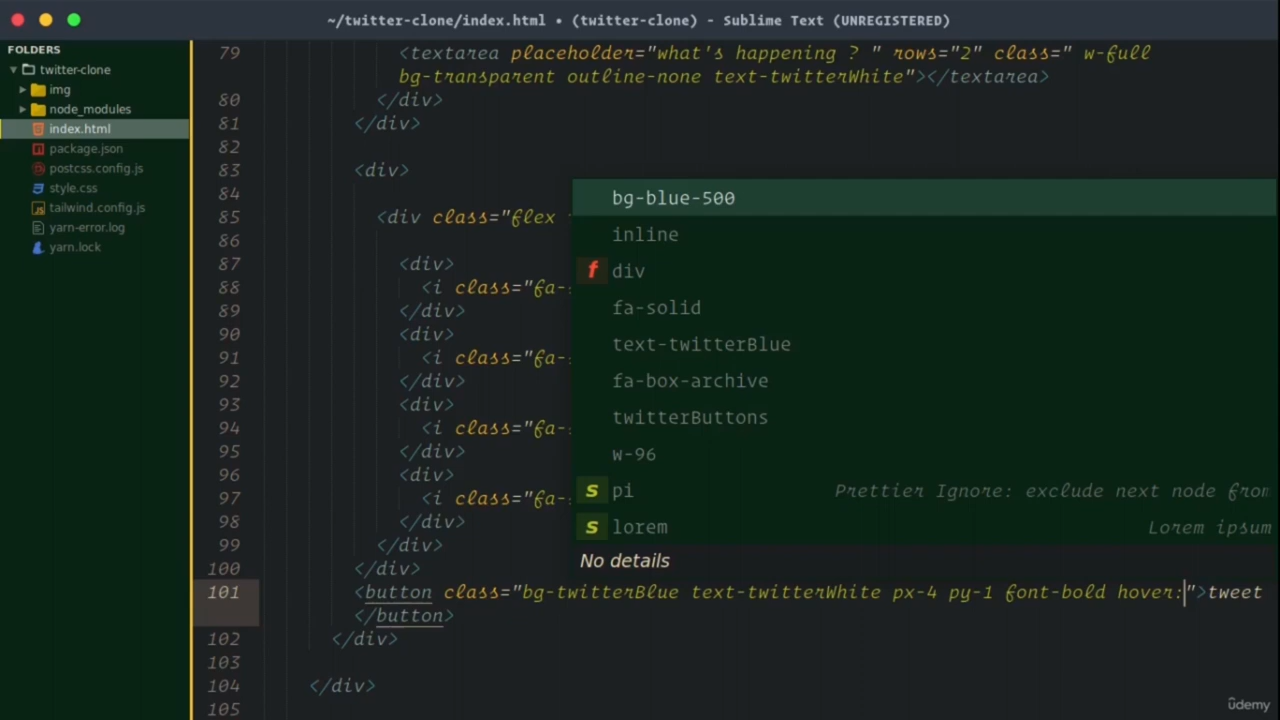 ~/twitter-clone/index.html • (twitter-clone) - Sublime Text (UNREGISTERED)
FOLDERS
twitter-clone
img
node_modules
index.html
package.json
postcss.config.js
style.css
tailwind.config.js
yarn-error.log
yarn.lock
79 <textarea placeholder="what's happening ? " rows="2" class=" w-full
bg-transparent outline-none text-twitterWhite"></textarea>
80 </div>
81 </div>
82
83 <div>
84
85 <div class="flex
86
87 <div>
88 <i class="fa-
89 </div>
90 <div>
91 <i class="fa-
92 </div>
93 <div>
94 <i class="fa-
95 </div>
96 <div>
97 <i class="fa-
98 </div>
99 </div>
100 </div>
101 <button class="bg-twitterBlue text-twitterWhite px-4 py-1 font-bold hover:">tweet
</button>
102 </div>
103
104 </div>
105
bg-blue-500
inline
f div
fa-solid
text-twitterBlue
fa-box-archive
twitterButtons
w-96
s pi Prettier Ignore: exclude next node from
s lorem Lorem ipsum
No details
ûdemy